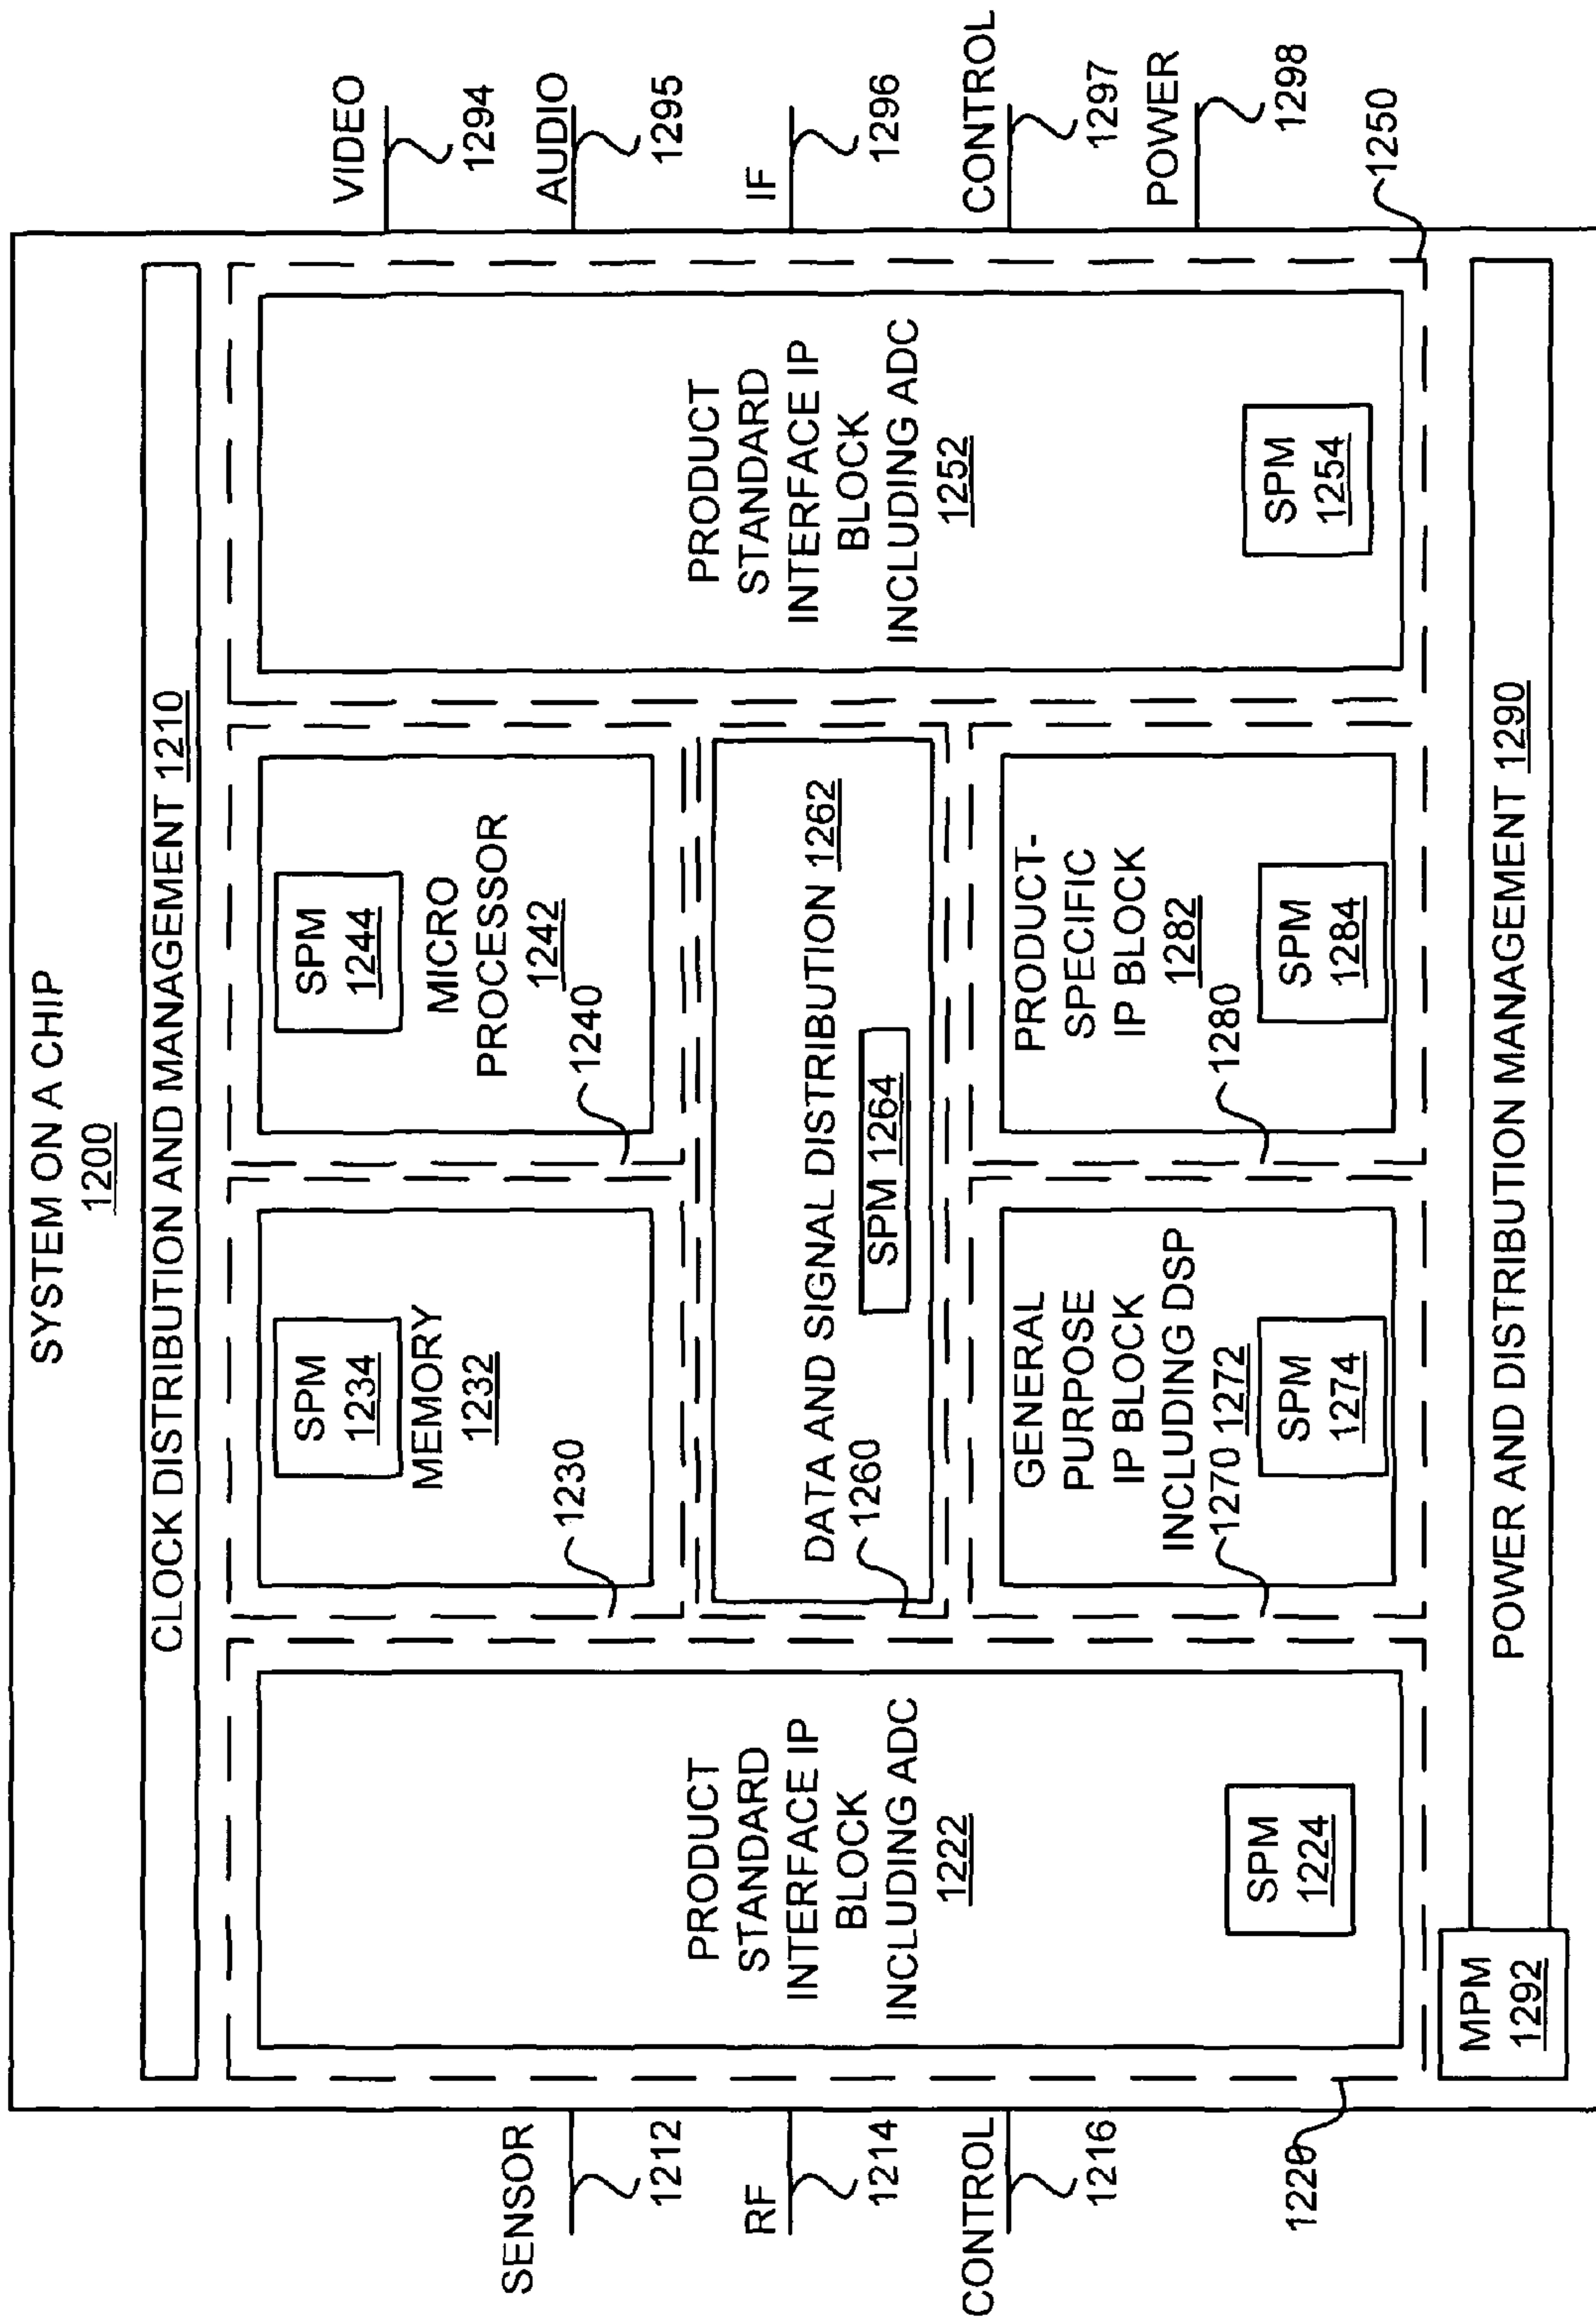 SYSTEM ON A CHIP
1200
CLOCK DISTRIBUTION AND MANAGEMENT 1210
SENSOR
1212
RF
1214
CONTROL
1216
1220
PRODUCT
STANDARD
INTERFACE IP
BLOCK
INCLUDING ADC
1222
SPM
1224
SPM
1234
MEMORY
1232
1230
SPM
1244
MICRO
PROCESSOR
1242
1240
DATA AND SIGNAL DISTRIBUTION 1262
1260
SPM 1264
GENERAL
PURPOSE
IP BLOCK
INCLUDING DSP
1270 1272
SPM
1274
PRODUCT-
SPECIFIC
IP BLOCK
1282
1280
SPM
1284
PRODUCT
STANDARD
INTERFACE IP
BLOCK
INCLUDING ADC
1252
SPM
1254
VIDEO
1294
AUDIO
1295
IF
1296
CONTROL
1297
POWER
1298
1250
MPM
1292
POWER AND DISTRIBUTION MANAGEMENT 1290